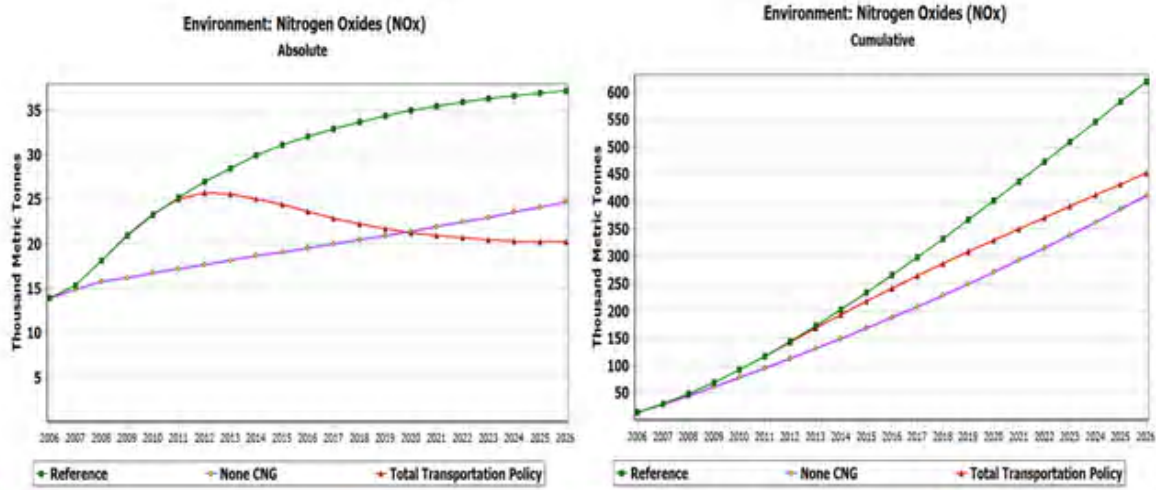 Environment: Nitrogen Oxides (NOx)
Absolute
Thousand Metric Tonnes
35
30
25
20
15
10
5
2006 2007 2008 2009 2010 2011 2012 2013 2014 2015 2016 2017 2018 2019 2020 2021 2022 2023 2024 2025 2026
Reference None CNG Total Transportation Policy
Environment: Nitrogen Oxides (NOx)
Cumulative
Thousand Metric Tonnes
600
550
500
450
400
350
300
250
200
150
100
50
2006 2007 2008 2009 2010 2011 2012 2013 2014 2015 2016 2017 2018 2019 2020 2021 2022 2023 2024 2025 2026
Reference None CNG Total Transportation Policy